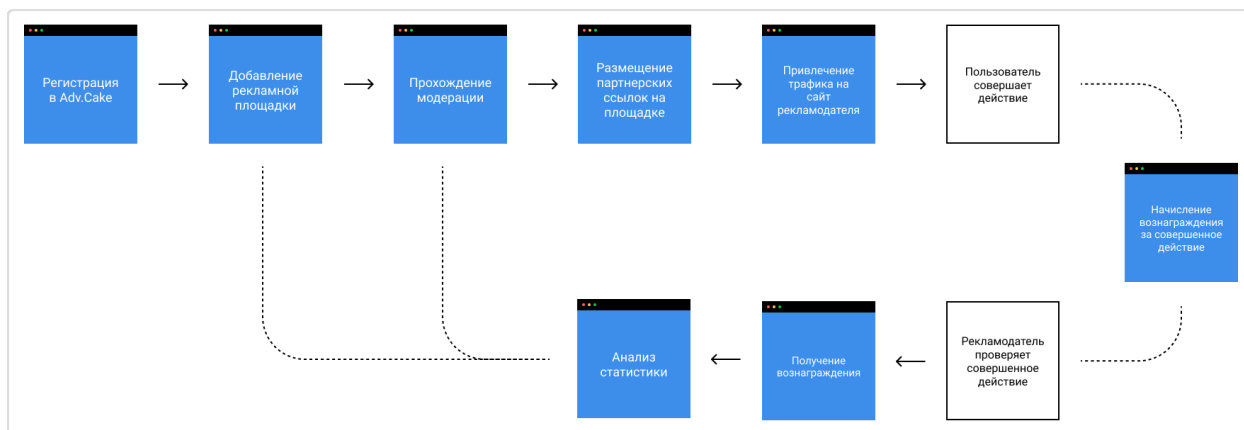 Регистрация
в Adv.Cake
Добавление
рекламной
площадки
Прохождение
модерации
Размещение
партнерских
ссылок на
площадке
Привлечение
трафика на
сайт
рекламодателя
Пользователь
совершает
действие
Начисление
вознаграждения
за совершенное
действие
Рекламодатель
проверяет
совершенное
действие
Получение
вознаграждения
Анализ
статистики